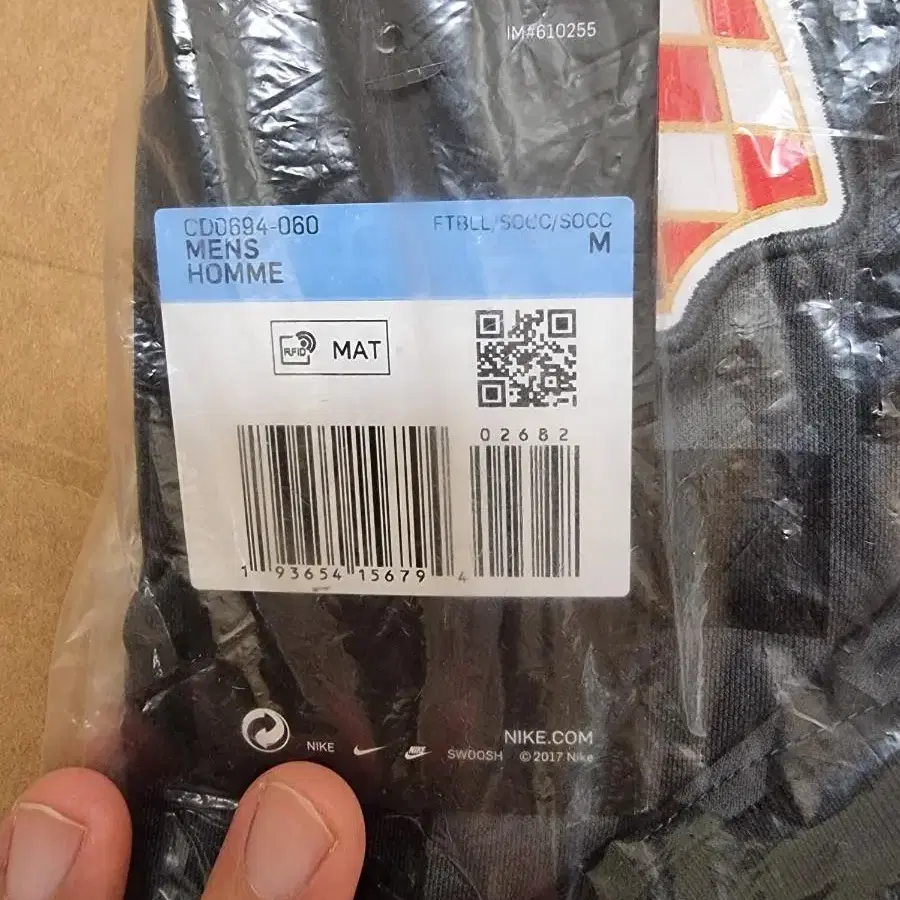 IM#610255
CD0694-060
FTBLL/SOCC/SOCC
MENS
M
HOMME
RFID
MAT
02682
1 93654 15679 4
NIKE
NIKE
SWOOSH
NIKE.COM
© 2017 Nike